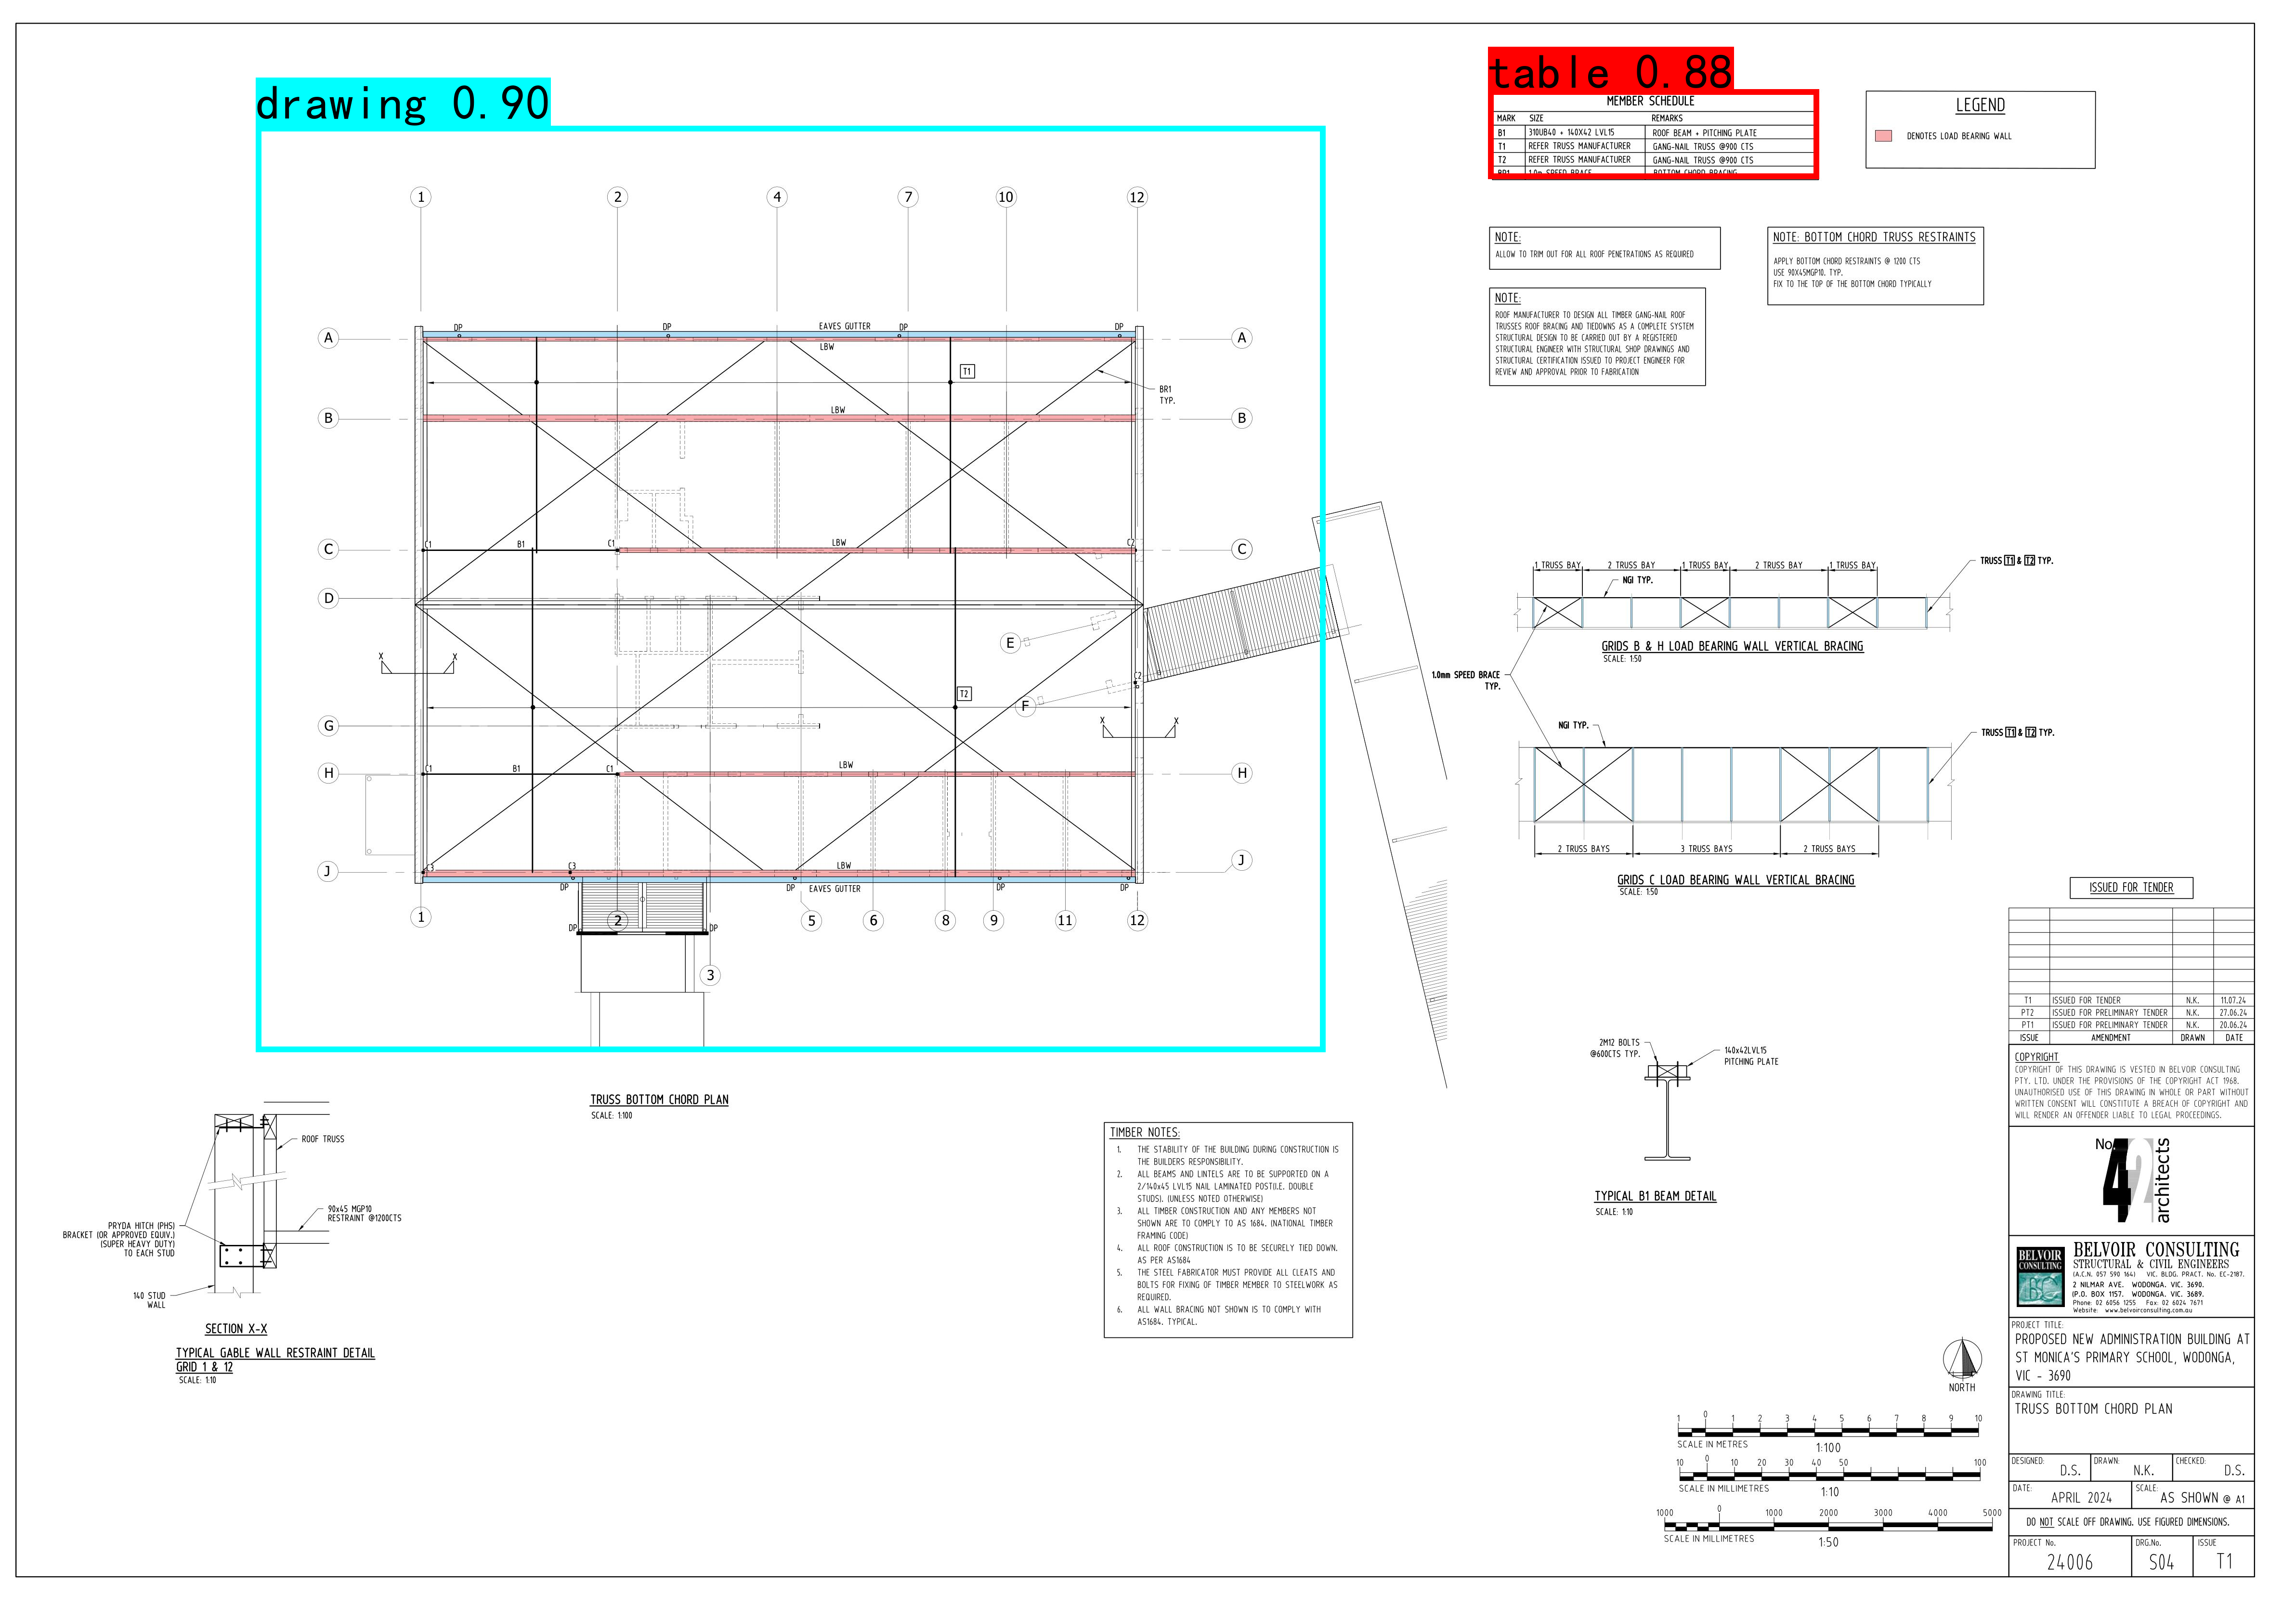 drawing 0.90
table 0.88
MEMBER SCHEDULE
MARK SIZE REMARKS
B1 310UB40 + 140X42 LVL15 ROOF BEAM + PITCHING PLATE
T1 REFER TRUSS MANUFACTURER GANG-NAIL TRUSS @900 CTS
T2 REFER TRUSS MANUFACTURER GANG-NAIL TRUSS @900 CTS
BR1 1.0m SPEED BRACE BOTTOM CHORD BRACING
LEGEND
DENOTES LOAD BEARING WALL
NOTE:
ALLOW TO TRIM OUT FOR ALL ROOF PENETRATIONS AS REQUIRED
NOTE: BOTTOM CHORD TRUSS RESTRAINTS
APPLY BOTTOM CHORD RESTRAINTS @ 1200 CTS
USE 90X45MGP10. TYP.
FIX TO THE TOP OF THE BOTTOM CHORD TYPICALLY
NOTE:
ROOF MANUFACTURER TO DESIGN ALL TIMBER GANG-NAIL ROOF
TRUSSES ROOF BRACING AND TIEDOWNS AS A COMPLETE SYSTEM
STRUCTURAL DESIGN TO BE CARRIED OUT BY A REGISTERED
STRUCTURAL ENGINEER WITH STRUCTURAL SHOP DRAWINGS AND
STRUCTURAL CERTIFICATION ISSUED TO PROJECT ENGINEER FOR
REVIEW AND APPROVAL PRIOR TO FABRICATION
1 2 4 7 10 12
DP DP EAVES GUTTER DP DP
A LBW A
T1
BR1
TYP.
B LBW B
C C1 B1 C1 LBW C2 C
D
E
X X
C2
T2
F
X X
G
H C1 B1 C1 LBW H
J C3 C3 LBW J
DP DP EAVES GUTTER DP DP
1 2 5 6 8 9 11 12
DP DP
3
TRUSS BOTTOM CHORD PLAN
SCALE: 1:100
1 TRUSS BAY 2 TRUSS BAY 1 TRUSS BAY 2 TRUSS BAY 1 TRUSS BAY
TRUSS T1 & T2 TYP.
NGI TYP.
GRIDS B & H LOAD BEARING WALL VERTICAL BRACING
SCALE: 1:50
1.0mm SPEED BRACE
TYP.
NGI TYP.
TRUSS T1 & T2 TYP.
2 TRUSS BAYS 3 TRUSS BAYS 2 TRUSS BAYS
GRIDS C LOAD BEARING WALL VERTICAL BRACING
SCALE: 1:50
2M12 BOLTS
@600CTS TYP.
140x42LVL15
PITCHING PLATE
TYPICAL B1 BEAM DETAIL
SCALE: 1:10
ROOF TRUSS
90x45 MGP10
RESTRAINT @1200CTS
PRYDA HITCH (PHS)
BRACKET (OR APPROVED EQUIV.)
(SUPER HEAVY DUTY)
TO EACH STUD
140 STUD
WALL
SECTION X-X
TYPICAL GABLE WALL RESTRAINT DETAIL
GRID 1 & 12
SCALE: 1:10
TIMBER NOTES:
1. THE STABILITY OF THE BUILDING DURING CONSTRUCTION IS
THE BUILDERS RESPONSIBILITY.
2. ALL BEAMS AND LINTELS ARE TO BE SUPPORTED ON A
2/140x45 LVL15 NAIL LAMINATED POST(I.E. DOUBLE
STUDS). (UNLESS NOTED OTHERWISE)
3. ALL TIMBER CONSTRUCTION AND ANY MEMBERS NOT
SHOWN ARE TO COMPLY TO AS 1684. (NATIONAL TIMBER
FRAMING CODE)
4. ALL ROOF CONSTRUCTION IS TO BE SECURELY TIED DOWN.
AS PER AS1684
5. THE STEEL FABRICATOR MUST PROVIDE ALL CLEATS AND
BOLTS FOR FIXING OF TIMBER MEMBER TO STEELWORK AS
REQUIRED.
6. ALL WALL BRACING NOT SHOWN IS TO COMPLY WITH
AS1684. TYPICAL.
NORTH
1 0 1 2 3 4 5 6 7 8 9 10
SCALE IN METRES 1:100
10 0 10 20 30 40 50 100
SCALE IN MILLIMETRES 1:10
1000 0 1000 2000 3000 4000 5000
SCALE IN MILLIMETRES 1:50
ISSUED FOR TENDER
T1 ISSUED FOR TENDER N.K. 11.07.24
PT2 ISSUED FOR PRELIMINARY TENDER N.K. 27.06.24
PT1 ISSUED FOR PRELIMINARY TENDER N.K. 20.06.24
ISSUE AMENDMENT DRAWN DATE
COPYRIGHT
COPYRIGHT OF THIS DRAWING IS VESTED IN BELVOIR CONSULTING
PTY. LTD. UNDER THE PROVISIONS OF THE COPYRIGHT ACT 1968.
UNAUTHORISED USE OF THIS DRAWING IN WHOLE OR PART WITHOUT
WRITTEN CONSENT WILL CONSTITUTE A BREACH OF COPYRIGHT AND
WILL RENDER AN OFFENDER LIABLE TO LEGAL PROCEEDINGS.
No
42
architects
BELVOIR
CONSULTING
BC
BELVOIR CONSULTING
STRUCTURAL & CIVIL ENGINEERS
(A.C.N. 057 590 164) VIC. BLDG. PRACT. No. EC-2187.
2 NILMAR AVE. WODONGA. VIC. 3690.
(P.O. BOX 1157. WODONGA. VIC. 3689.
Phone: 02 6056 1255 Fax: 02 6024 7671
Website: www.belvoirconsulting.com.au
PROJECT TITLE:
PROPOSED NEW ADMINISTRATION BUILDING AT
ST MONICA'S PRIMARY SCHOOL, WODONGA,
VIC - 3690
DRAWING TITLE:
TRUSS BOTTOM CHORD PLAN
DESIGNED: D.S. DRAWN: N.K. CHECKED: D.S.
DATE: APRIL 2024 SCALE: AS SHOWN @ A1
DO NOT SCALE OFF DRAWING. USE FIGURED DIMENSIONS.
PROJECT No. DRG.No. ISSUE
24006 S04 T1